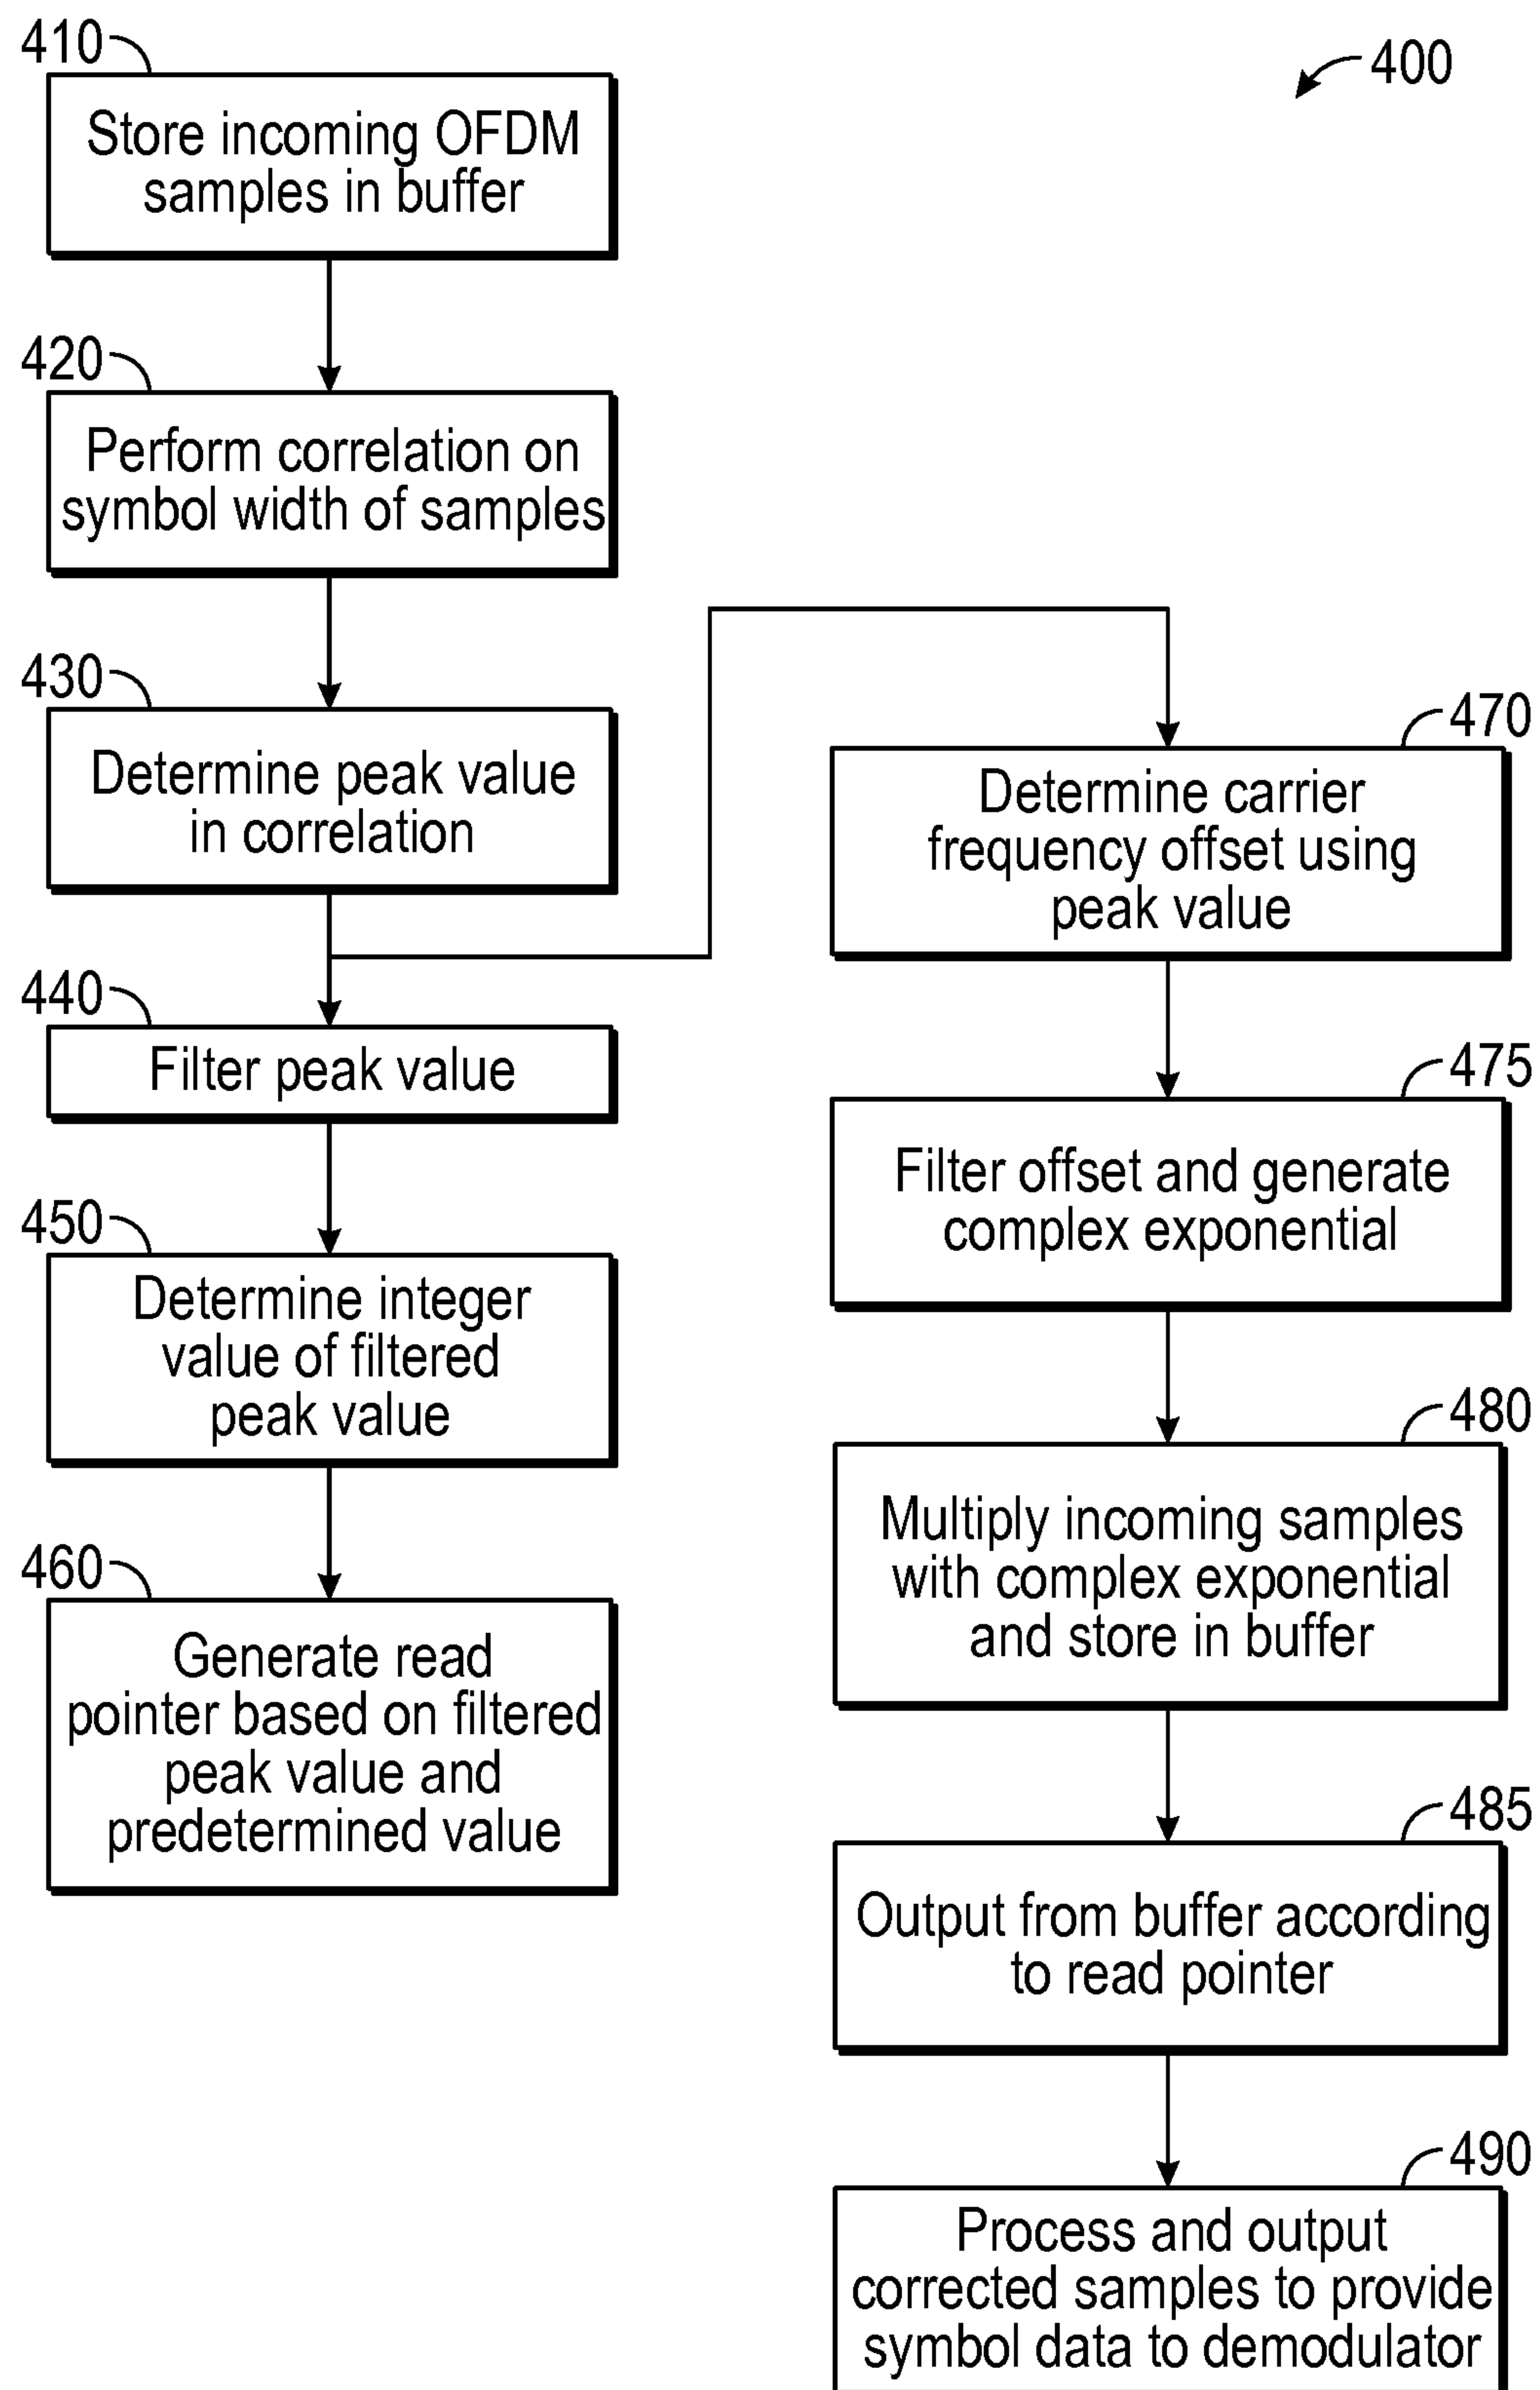 400
410
Store incoming OFDM
samples in buffer
420
Perform correlation on
symbol width of samples
430
Determine peak value
in correlation
440
Filter peak value
450
Determine integer
value of filtered
peak value
460
Generate read
pointer based on filtered
peak value and
predetermined value
470
Determine carrier
frequency offset using
peak value
475
Filter offset and generate
complex exponential
480
Multiply incoming samples
with complex exponential
and store in buffer
485
Output from buffer according
to read pointer
490
Process and output
corrected samples to provide
symbol data to demodulator